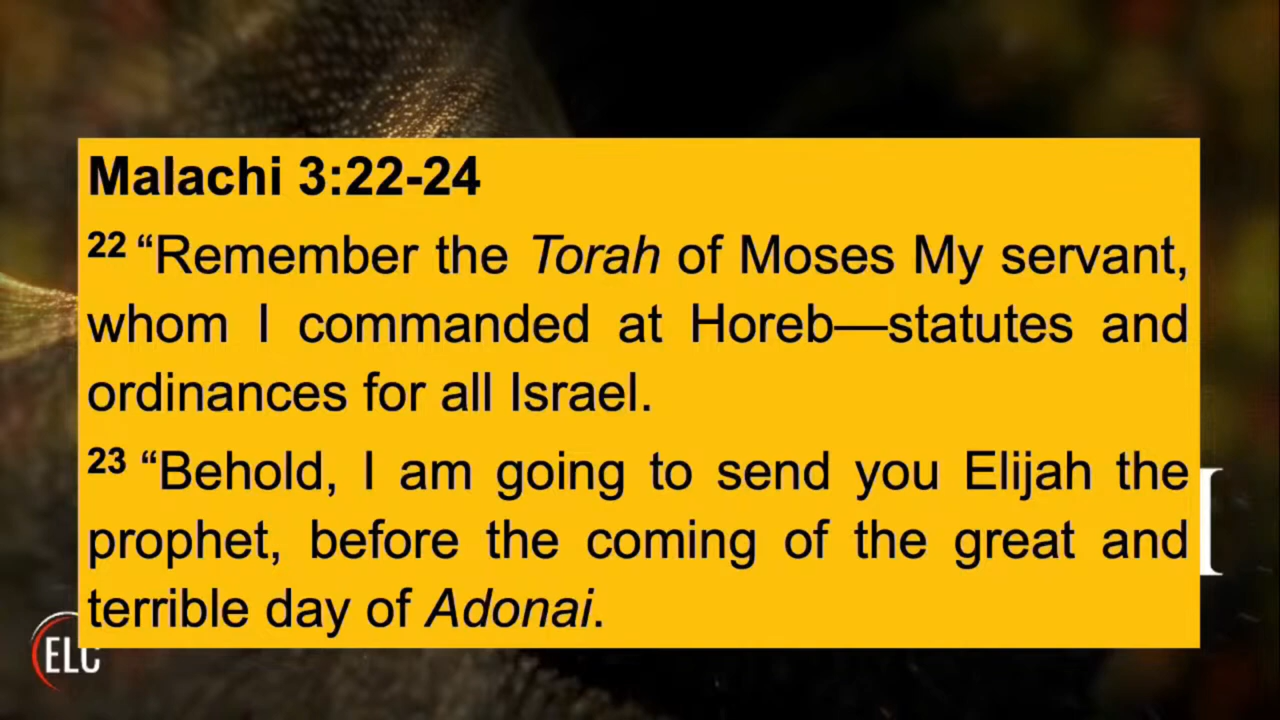 Malachi 3:22-24
22 “Remember the Torah of Moses My servant,
whom I commanded at Horeb—statutes and
ordinances for all Israel.
23 “Behold, I am going to send you Elijah the
prophet, before the coming of the great and
terrible day of Adonai.
ELC